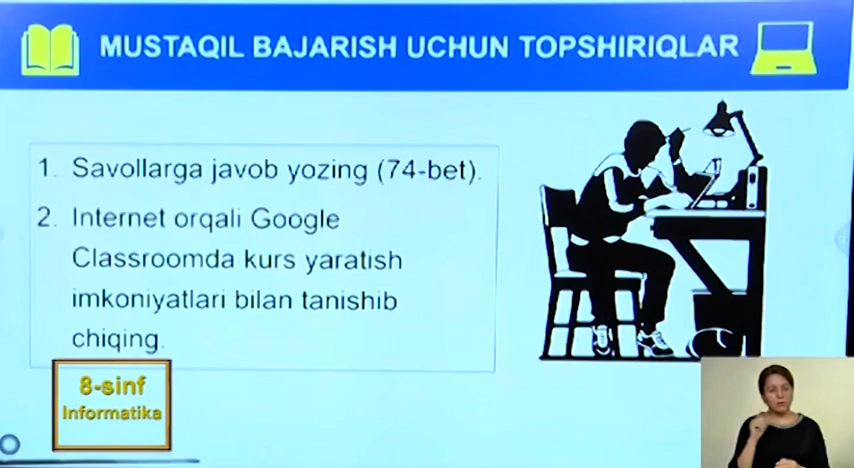 MUSTAQIL BAJARISH UCHUN TOPSHIRIQLAR
1. Savollarga javob yozing (74-bet).
2. Internet orqali Google
Classroomda kurs yaratish
imkoniyatlari bilan tanishib
chiqing.
8-sinf
Informatika